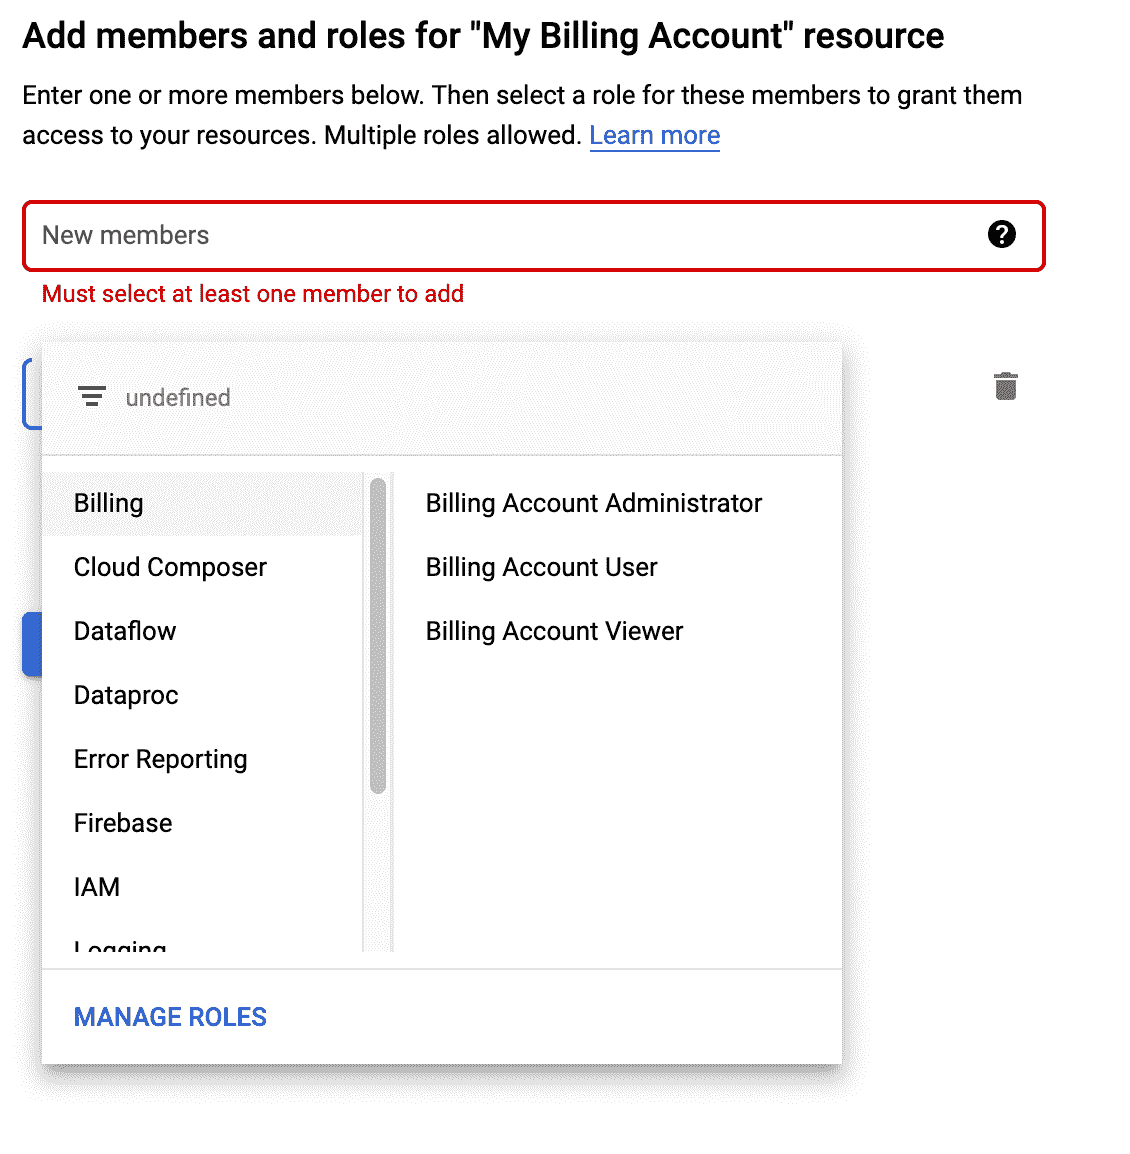 Add members and roles for "My Billing Account" resource
Enter one or more members below. Then select a role for these members to grant them
access to your resources. Multiple roles allowed. Learn more
New members
Must select at least one member to add
undefined
Billing
Billing Account Administrator
Cloud Composer
Billing Account User
Dataflow
Billing Account Viewer
Dataproc
Error Reporting
Firebase
IAM
Logging
MANAGE ROLES